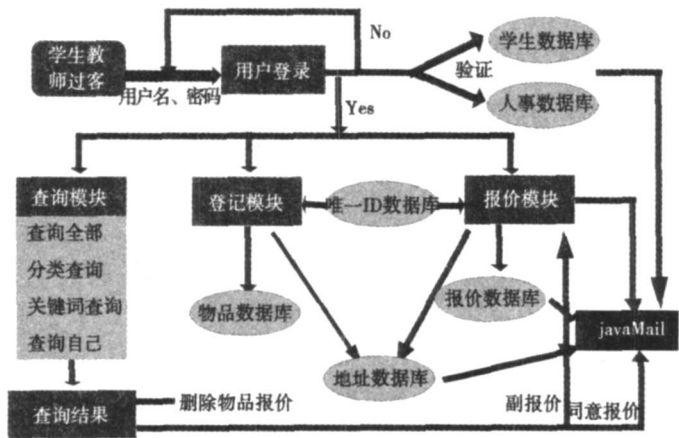 No
学生教
师过客
用户登录
学生数据库
验证
用户名、密码
人事数据库
Yes
查询模块
登记模块
唯一ID数据库
报价模块
查询全部
分类查询
关键词查询
查询自己
物品数据库
报价数据库
javaMail
地址数据库
查询结果
删除物品报价
副报价
同意报价